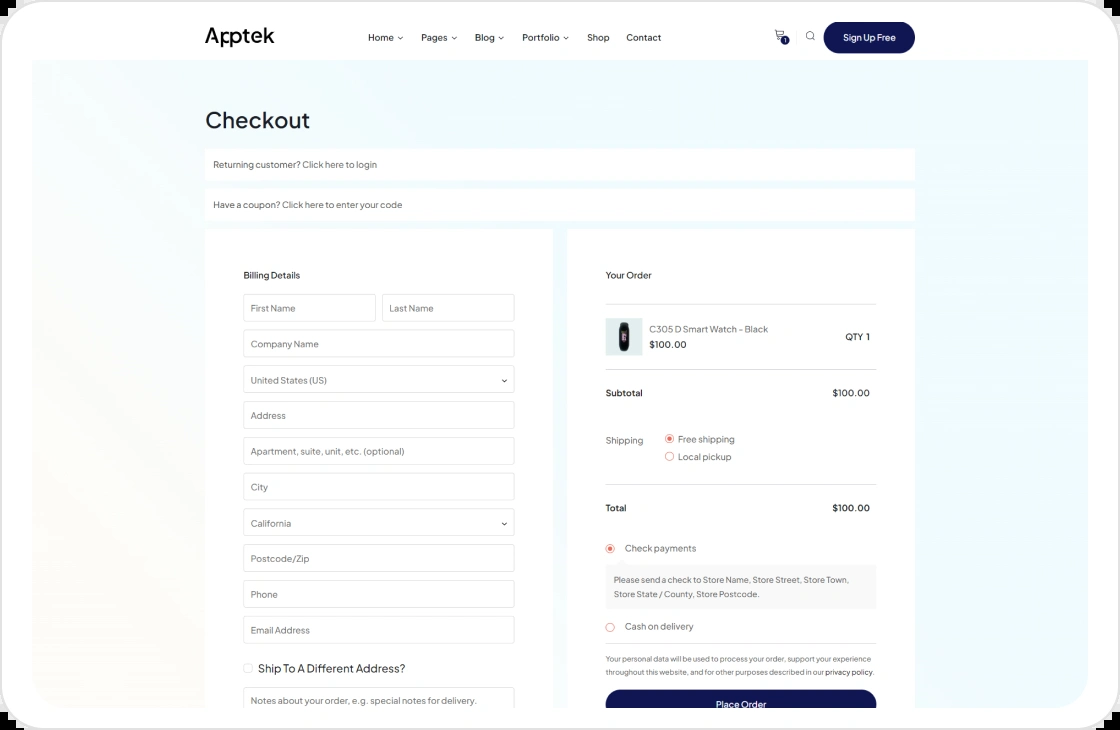 Apptek
Home Pages Blog Portfolio Shop Contact
1
Sign Up Free
Checkout
Returning customer? Click here to login
Have a coupon? Click here to enter your code
Billing Details
First Name
Last Name
Company Name
United States (US)
Address
Apartment, suite, unit, etc. (optional)
City
California
Postcode/Zip
Phone
Email Address
Ship To A Different Address?
Notes about your order, e.g. special notes for delivery.
Your Order
C305 D Smart Watch - Black
$100.00
QTY 1
Subtotal $100.00
Shipping
Free shipping
Local pickup
Total $100.00
Check payments
Please send a check to Store Name, Store Street, Store Town,
Store State / County, Store Postcode.
Cash on delivery
Your personal data will be used to process your order, support your experience
throughout this website, and for other purposes described in our privacy policy.
Place Order